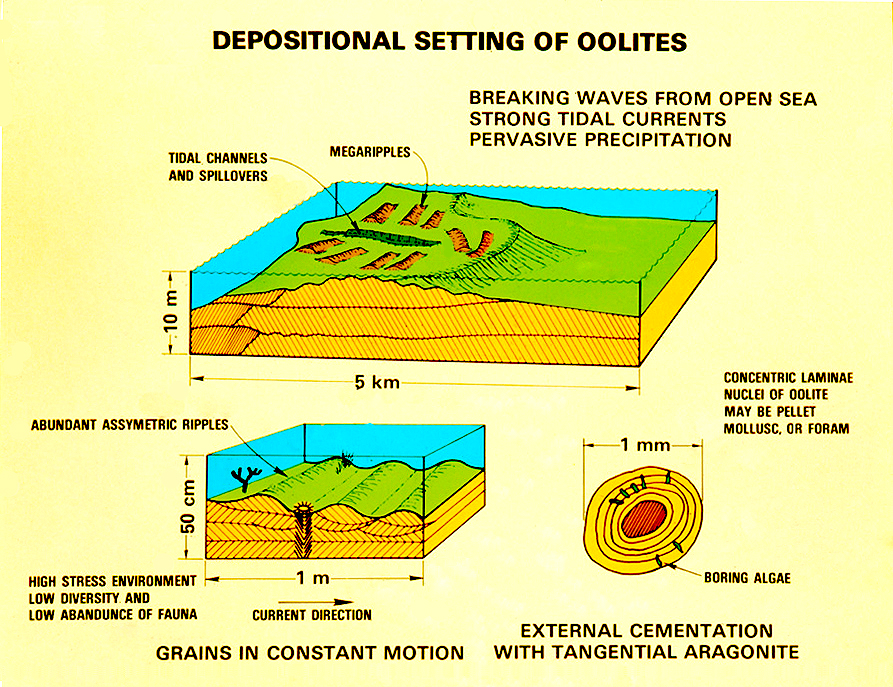 DEPOSITIONAL SETTING OF OOLITES
BREAKING WAVES FROM OPEN SEA
STRONG TIDAL CURRENTS
PERVASIVE PRECIPITATION
TIDAL CHANNELS
AND SPILLOVERS
MEGARIPPLES
10 m
5 km
CONCENTRIC LAMINAE
NUCLEI OF OOLITE
MAY BE PELLET
MOLLUSC, OR FORAM
ABUNDANT ASSYMETRIC RIPPLES
1 mm
50 cm
1 m
BORING ALGAE
HIGH STRESS ENVIRONMENT
LOW DIVERSITY AND
LOW ABANDUNCE OF FAUNA
CURRENT DIRECTION
GRAINS IN CONSTANT MOTION
EXTERNAL CEMENTATION
WITH TANGENTIAL ARAGONITE